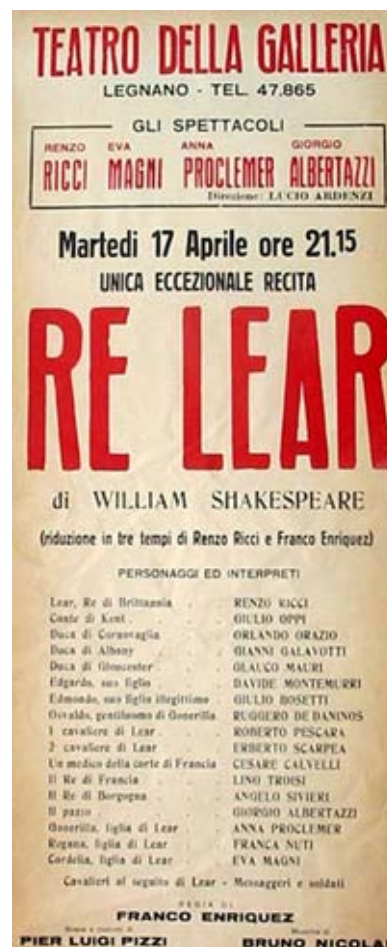 TEATRO DELLA GALLERIA
LEGNANO - TEL. 47.865
GLI SPETTACOLI
RENZO EVA ANNA GIORGIO
RICCI MAGNI PROCLEMER ALBERTAZZI
Direzione: LUCIO ARDENZI
Martedi 17 Aprile ore 21.15
UNICA ECCEZIONALE RECITA
RE LEAR
di WILLIAM SHAKESPEARE
(riduzione in tre tempi di Renzo Ricci e Franco Enriquez)
PERSONAGGI ED INTERPRETI
Lear, Re di Brittannia . . RENZO RICCI
Conte di Kent . . . GIULIO OPPI
Duca di Cornovaglia . . ORLANDO ORAZIO
Duca di Albany . . . GIANNI GALAVOTTI
Duca di Gloucester . . . GLAUCO MAURI
Edgardo, suo figlio . . DAVIDE MONTEMURRI
Edmondo, suo figlio illegittimo . GIULIO BOSETTI
Osvaldo, gentiluomo di Gonerilla . RUGGERO DE DANINOS
1 cavaliere di Lear . . ROBERTO PESCARA
2 cavaliere di Lear . . ERBERTO SCARPEA
Un medico della corte di Francia . CESARE CALVELLI
Il Re di Francia . . . LINO TROISI
Il Re di Borgogna . . . ANGELO SIVIERI
Il pazzo . . . GIORGIO ALBERTAZZI
Gonerilla, figlia di Lear . . ANNA PROCLEMER
Regana, figlia di Lear . . FRANCA NUTI
Cordelia, figlia di Lear . . EVA MAGNI
Cavalieri al seguito di Lear - Messaggeri e soldati
REGIA DI
FRANCO ENRIQUEZ
PIER LUIGI PIZZI BRUNO NICOLAI